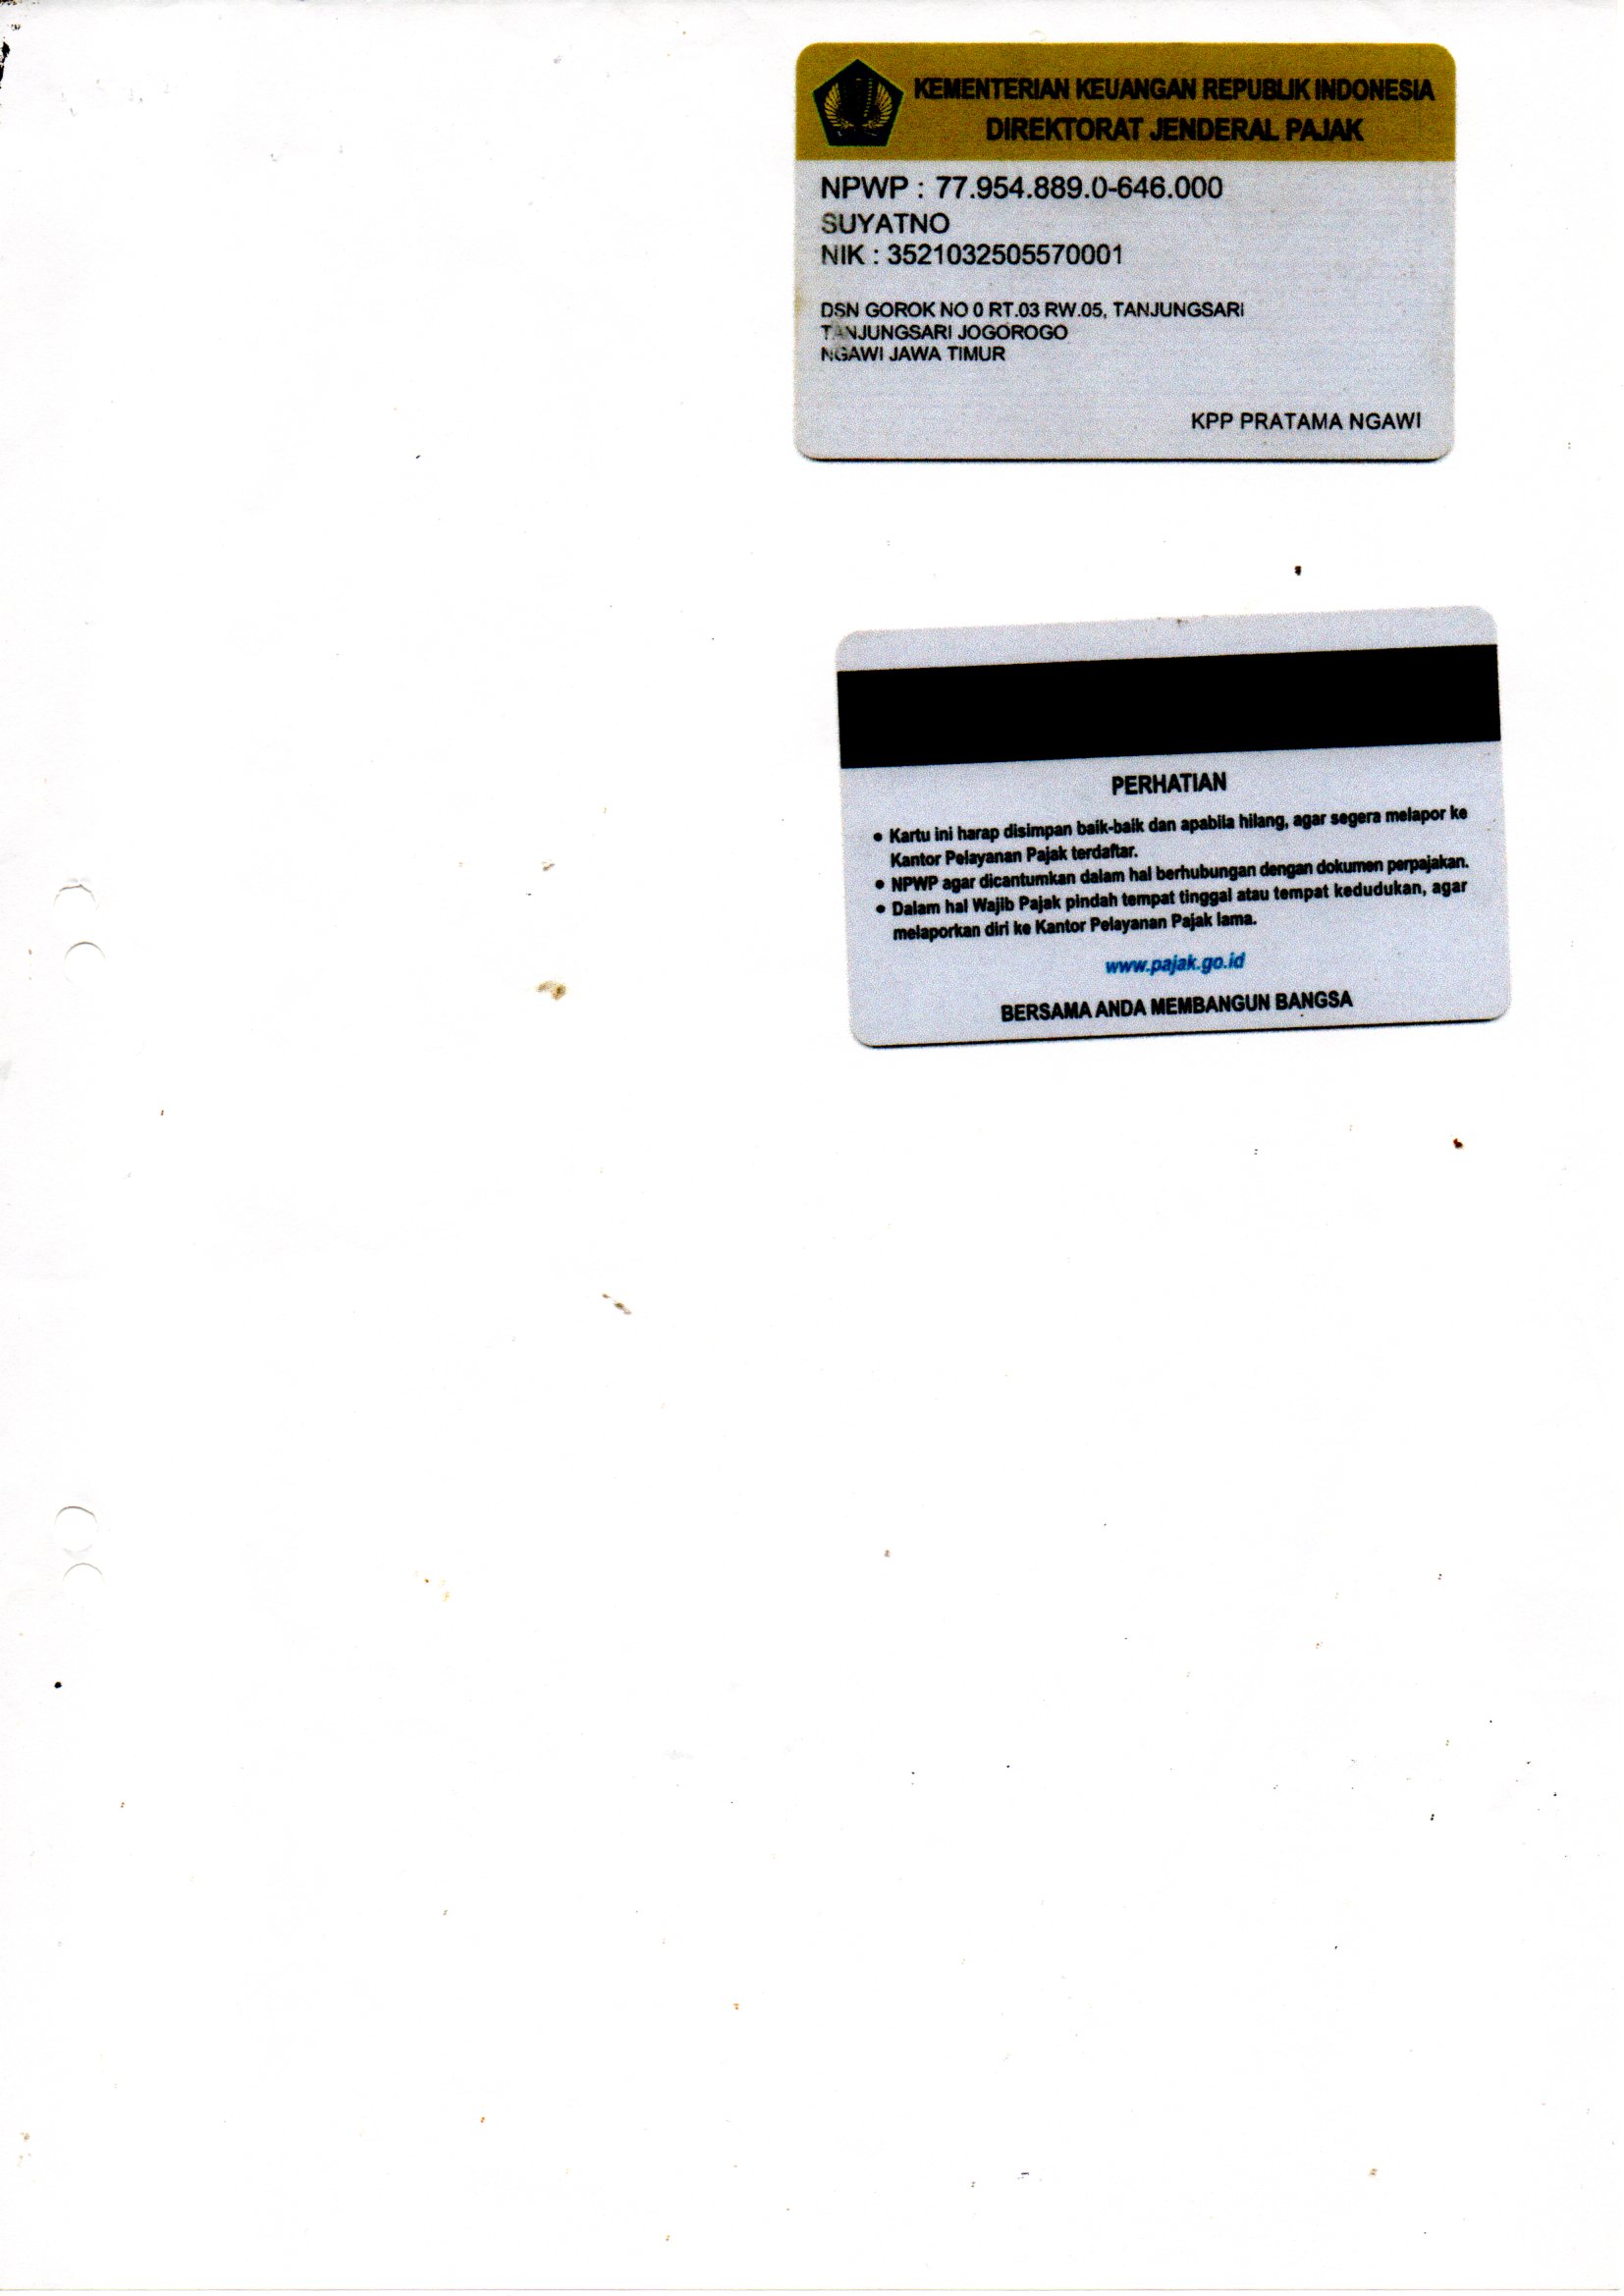 KEMENTERIAN KEUANGAN REPUBLIK INDONESIA
DIREKTORAT JENDERAL PAJAK
NPWP : 77.954.889.0-646.000
SUYATNO
NIK : 3521032505570001
DSN GOROK NO 0 RT.03 RW.05, TANJUNGSARI
TANJUNGSARI JOGOROGO
NGAWI JAWA TIMUR
KPP PRATAMA NGAWI
PERHATIAN
• Kartu ini harap disimpan baik-baik dan apabila hilang, agar segera melapor ke
Kantor Pelayanan Pajak terdaftar.
• NPWP agar dicantumkan dalam hal berhubungan dengan dokumen perpajakan.
• Dalam hal Wajib Pajak pindah tempat tinggal atau tempat kedudukan, agar
melaporkan diri ke Kantor Pelayanan Pajak lama.
www.pajak.go.id
BERSAMA ANDA MEMBANGUN BANGSA